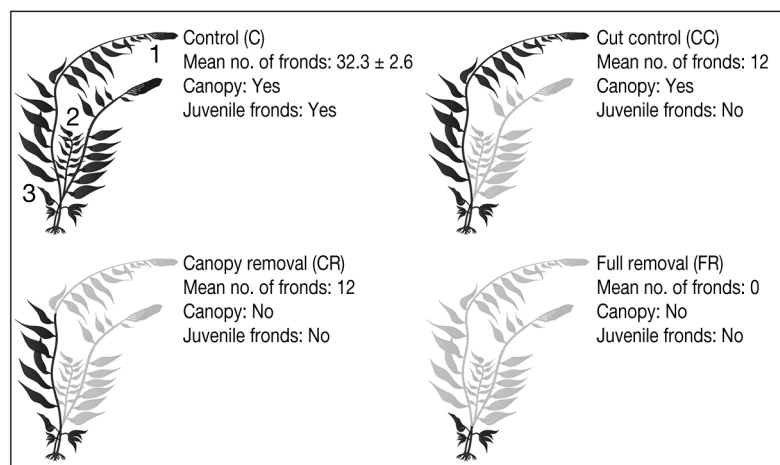 Control (C)
Mean no. of fronds: 32.3 ± 2.6
Canopy: Yes
Juvenile fronds: Yes
1
2
3
Cut control (CC)
Mean no. of fronds: 12
Canopy: Yes
Juvenile fronds: No
Canopy removal (CR)
Mean no. of fronds: 12
Canopy: No
Juvenile fronds: No
Full removal (FR)
Mean no. of fronds: 0
Canopy: No
Juvenile fronds: No